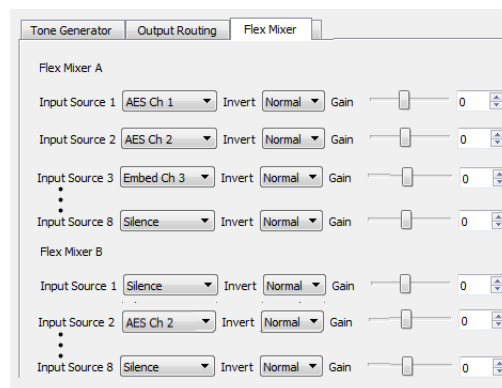 Tone Generator Output Routing Flex Mixer
Flex Mixer A
Input Source 1 AES Ch 1 Invert Normal Gain 0
Input Source 2 AES Ch 2 Invert Normal Gain 0
Input Source 3 Embed Ch 3 Invert Normal Gain 0
Input Source 8 Silence Invert Normal Gain 0
Flex Mixer B
Input Source 1 Silence Invert Normal Gain 0
Input Source 2 AES Ch 2 Invert Normal Gain 0
Input Source 8 Silence Invert Normal Gain 0